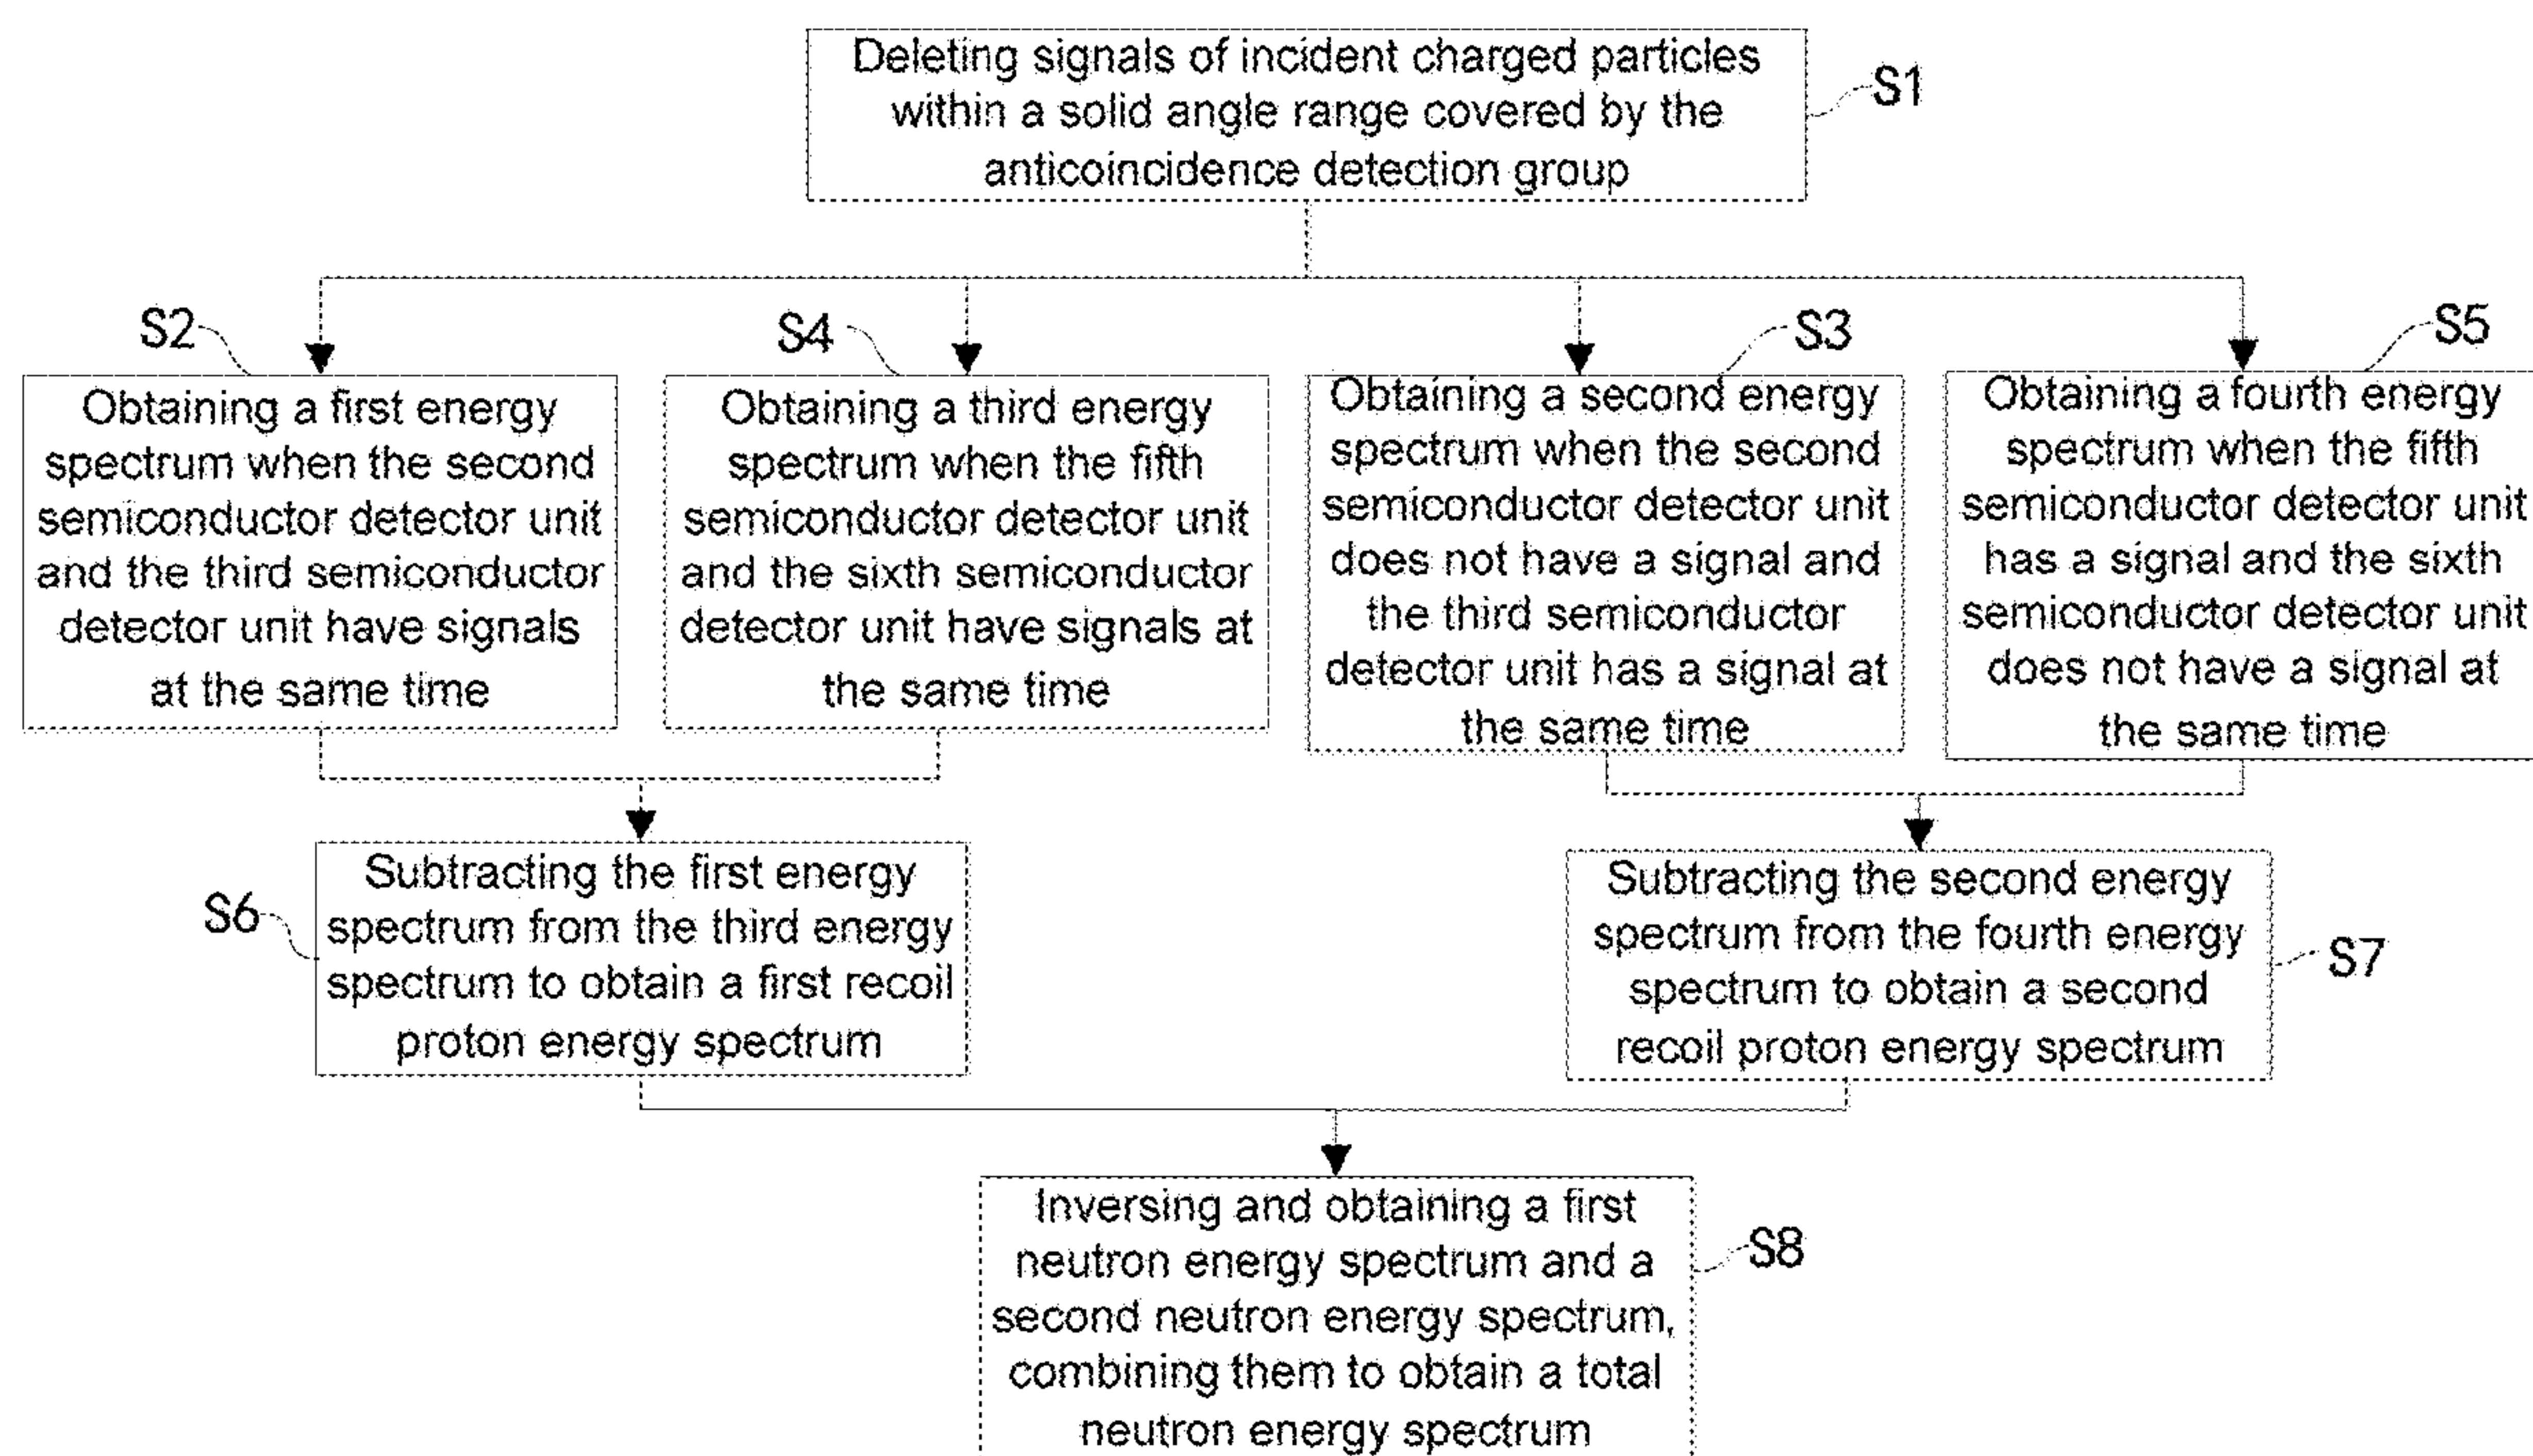 Deleting signals of incident charged particles
within a solid angle range covered by the
anticoincidence detection group
S1
S2
Obtaining a first energy
spectrum when the second
semiconductor detector unit
and the third semiconductor
detector unit have signals
at the same time
S4
Obtaining a third energy
spectrum when the fifth
semiconductor detector unit
and the sixth semiconductor
detector unit have signals at
the same time
S3
Obtaining a second energy
spectrum when the second
semiconductor detector unit
does not have a signal and
the third semiconductor
detector unit has a signal at
the same time
S5
Obtaining a fourth energy
spectrum when the fifth
semiconductor detector unit
has a signal and the sixth
semiconductor detector unit
does not have a signal at
the same time
S6
Subtracting the first energy
spectrum from the third energy
spectrum to obtain a first recoil
proton energy spectrum
Subtracting the second energy
spectrum from the fourth energy
spectrum to obtain a second
recoil proton energy spectrum
S7
Inversing and obtaining a first
neutron energy spectrum and a
second neutron energy spectrum,
combining them to obtain a total
neutron energy spectrum
S8